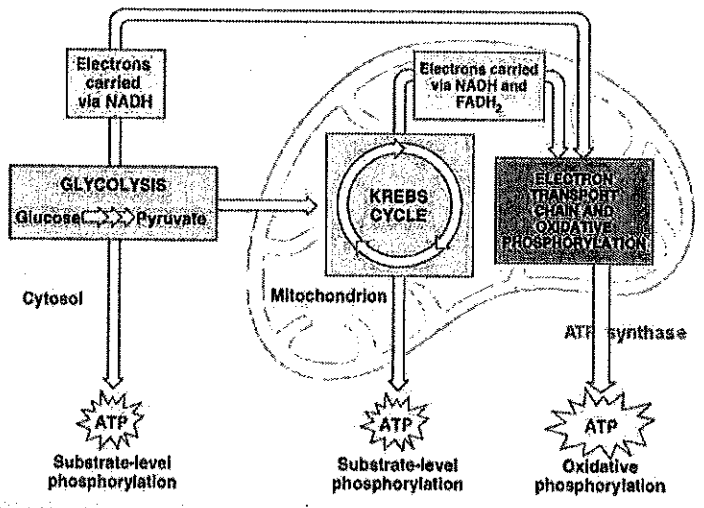 Electrons
carried
via NADH
Electrons carried
via NADH and
FADH₂
GLYCOLYSIS
Glucose Pyruvate
KREBS
CYCLE
ELECTRON
TRANSPORT
CHAIN AND
OXIDATIVE
PHOSPHORYLATION
Cytosol
Mitochondrion
ATP synthase
ATP
ATP
ATP
Substrate-level
phosphorylation
Substrate-level
phosphorylation
Oxidative
phosphorylation